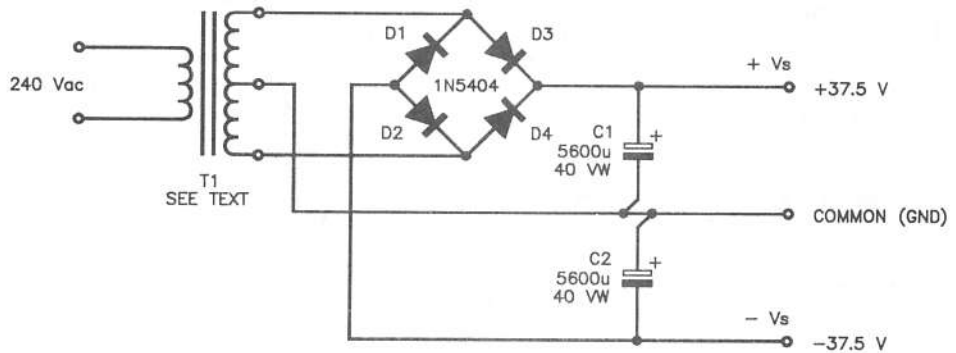 D1
D3
240 Vac
1N5404
+ Vs
+37.5 V
D2
D4
C1
+
5600u
40 VW
T1
SEE TEXT
COMMON (GND)
C2
+
5600u
40 VW
− Vs
−37.5 V